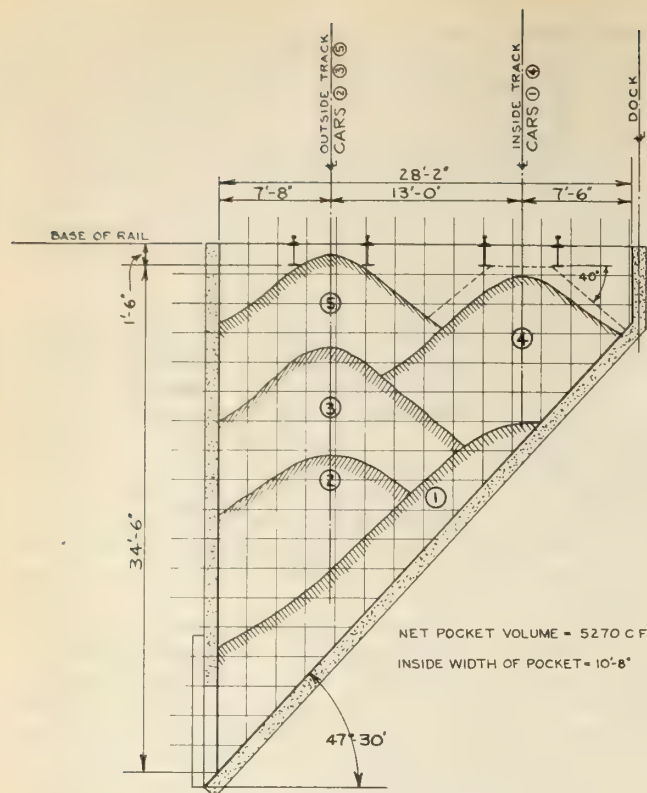 OUTSIDE TRACK
CARS ② ③ ⑤
INSIDE TRACK
CARS ① ④
DOCK
28'-2"
7'-8"
13'-0"
7'-6"
BASE OF RAIL
1'-6"
40°
⑤
④
③
②
①
34'-6"
NET POCKET VOLUME = 5270 C F
INSIDE WIDTH OF POCKET = 10'-8"
47°-30'